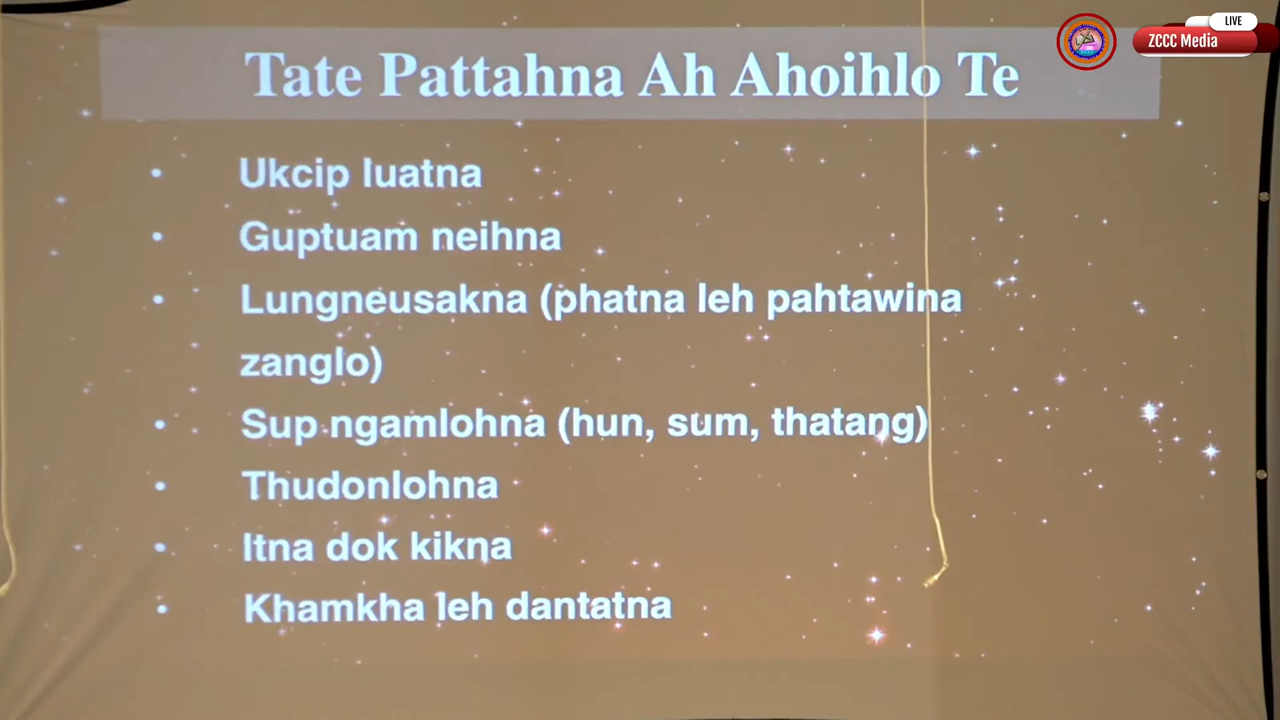 LIVE
ZCCC Media
Tate Pattahna Ah Ahoihlo Te
• Ukcip luatna
• Guptuam neihna
• Lungneusakna (phatna leh pahtawina
zanglo)
• Sup ngamlohna (hun, sum, thatang)
• Thudonlohna
• Itna dok kikna
• Khamkha leh dantatna